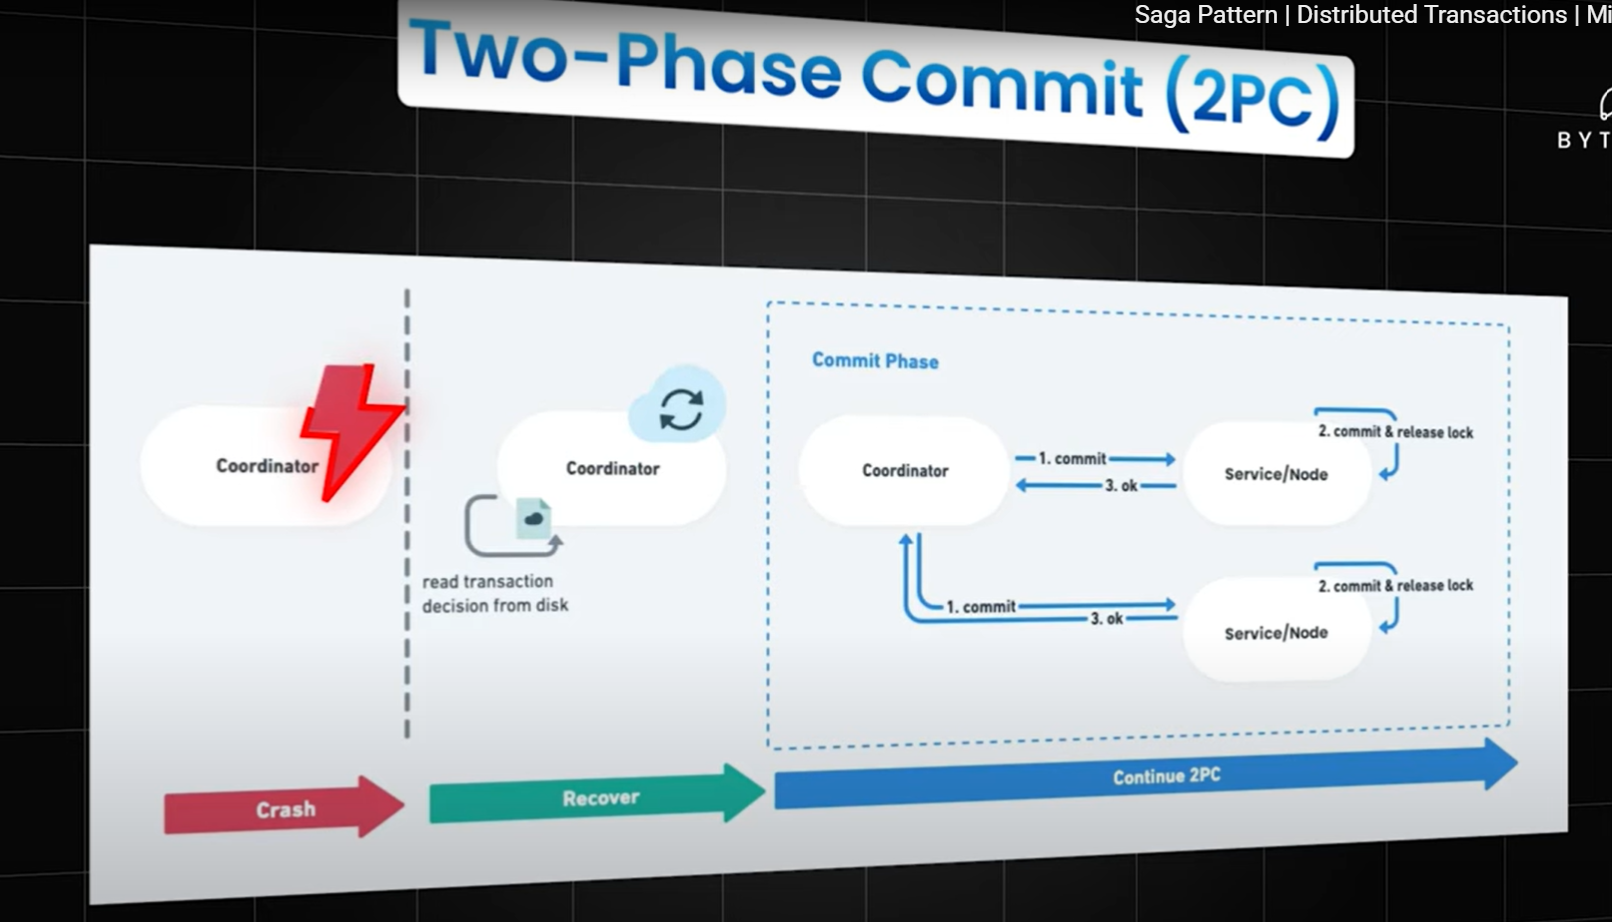 Saga Pattern | Distributed Transactions | Mi
Two-Phase Commit (2PC)
BYT
Commit Phase
Coordinator
Coordinator
Coordinator
1. commit
3. ok
Service/Node
2. commit & release lock
read transaction
decision from disk
1. commit
3. ok
Service/Node
2. commit & release lock
Crash
Recover
Continue 2PC